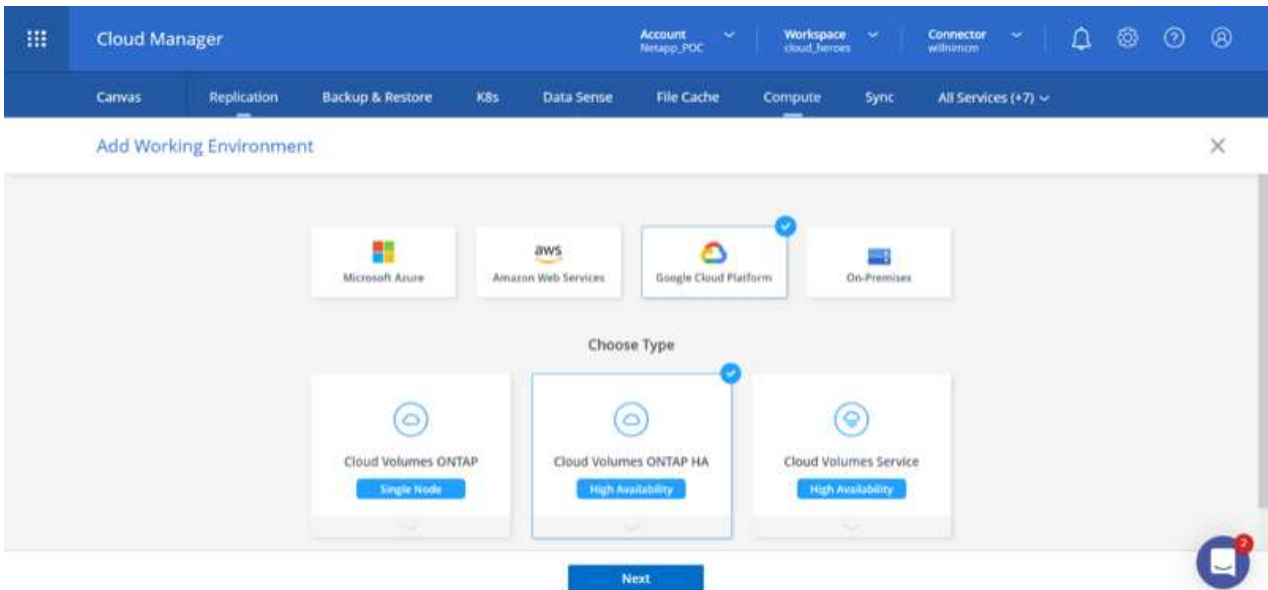 Cloud Manager
Account
Netapp_POC
Workspace
cloud_heroes
Connector
willnimcm
Canvas Replication Backup & Restore K8s Data Sense File Cache Compute Sync All Services (+7)
Add Working Environment
aws
Microsoft Azure Amazon Web Services Google Cloud Platform On-Premises
Choose Type
Cloud Volumes ONTAP Cloud Volumes ONTAP HA Cloud Volumes Service
Single Node High Availability High Availability
2
Next